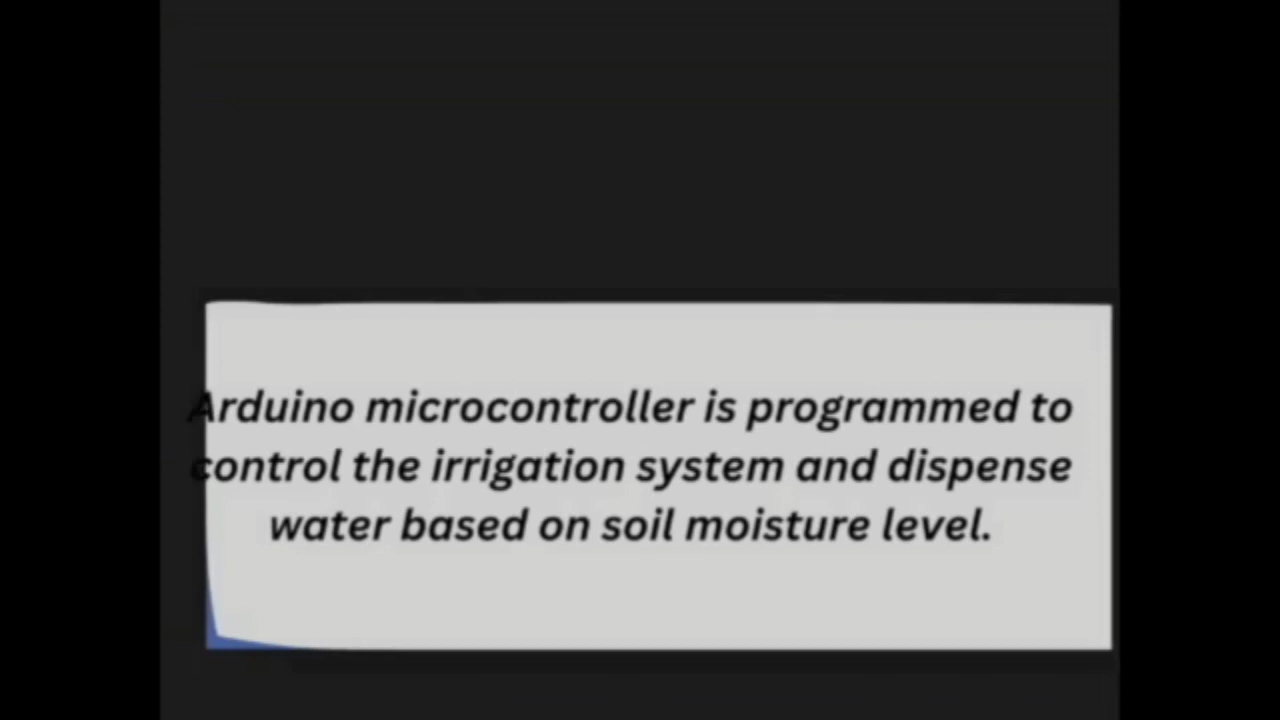 Arduino microcontroller is programmed to
control the irrigation system and dispense
water based on soil moisture level.